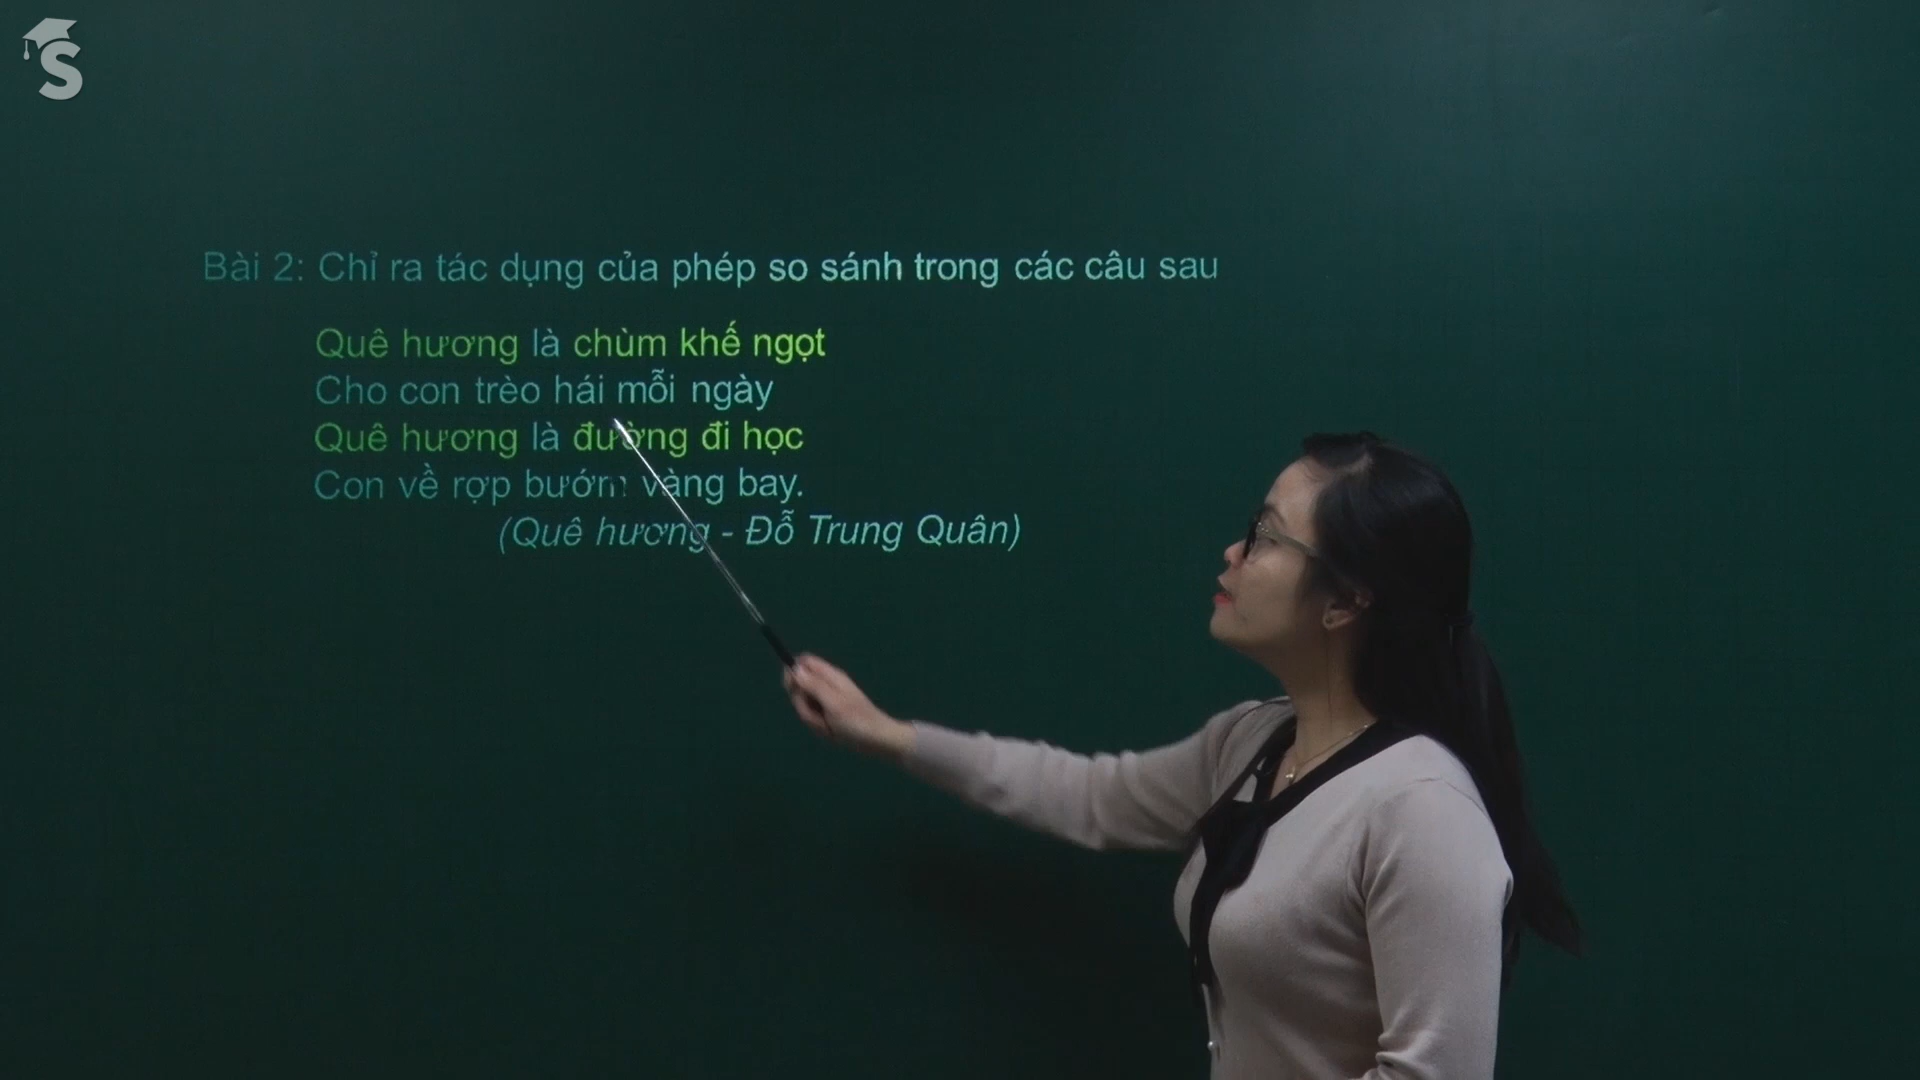 S
Bài 2: Chỉ ra tác dụng của phép so sánh trong các câu sau
Quê hương là chùm khế ngọt
Cho con trèo hái mỗi ngày
Quê hương là đường đi học
Con về rợp bướm vàng bay.
(Quê hương - Đỗ Trung Quân)